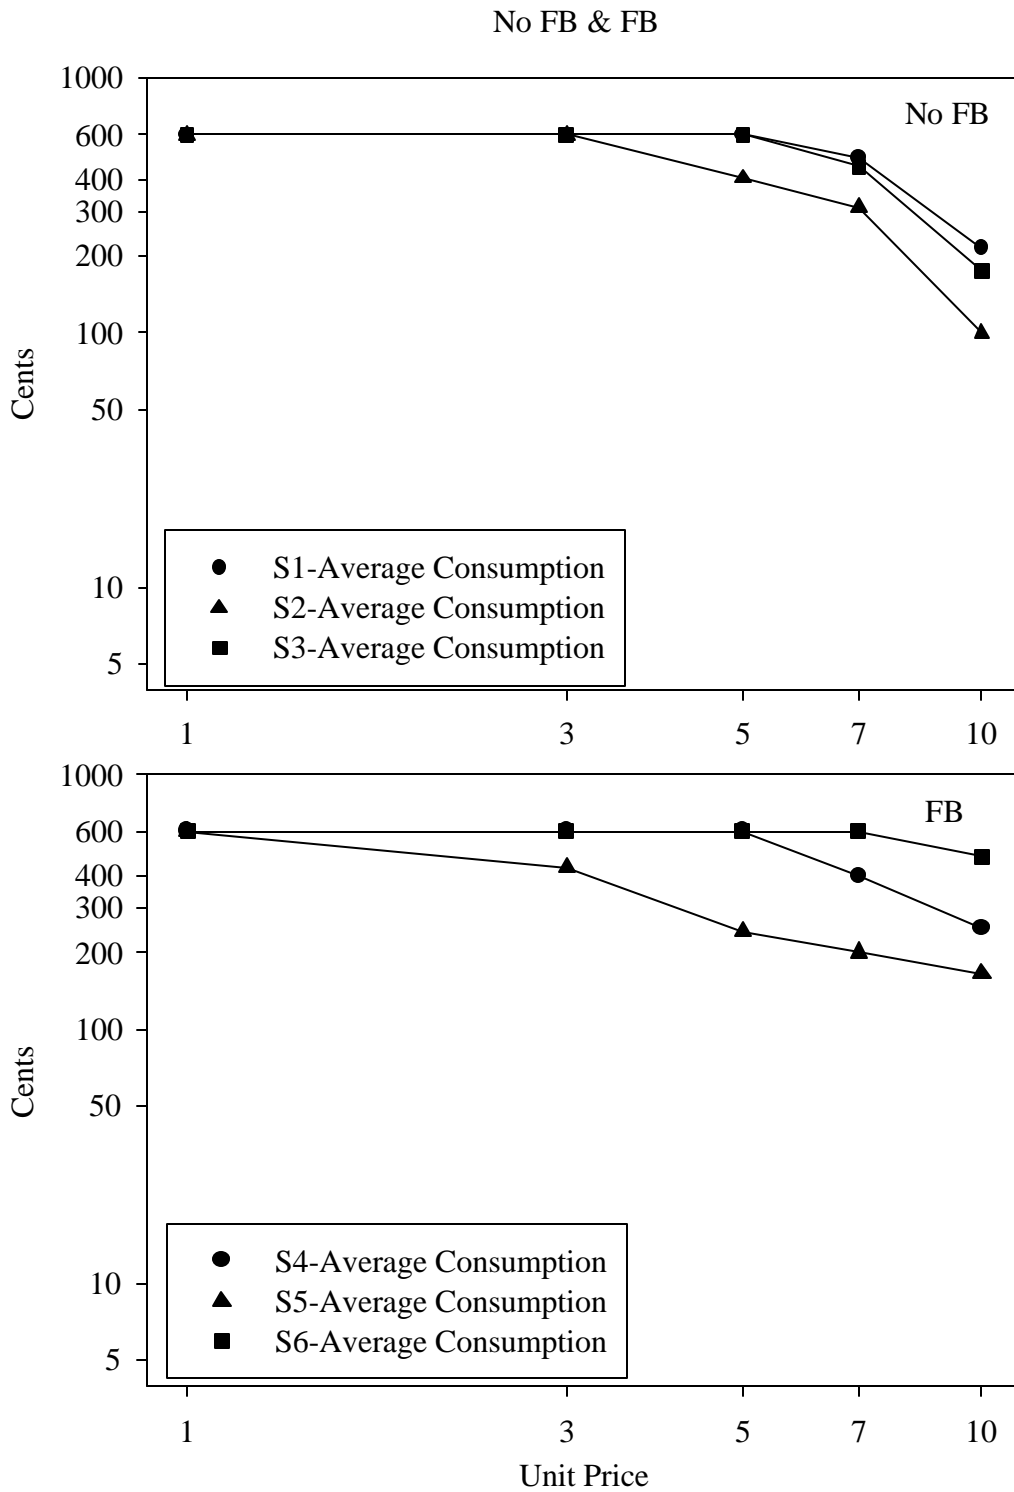 No FB & FB
1000
No FB
600
400
300
200
100
50
10
5
Cents
S1-Average Consumption
S2-Average Consumption
S3-Average Consumption
1 3 5 7 10
1000
FB
600
400
300
200
100
50
10
5
Cents
S4-Average Consumption
S5-Average Consumption
S6-Average Consumption
1 3 5 7 10
Unit Price